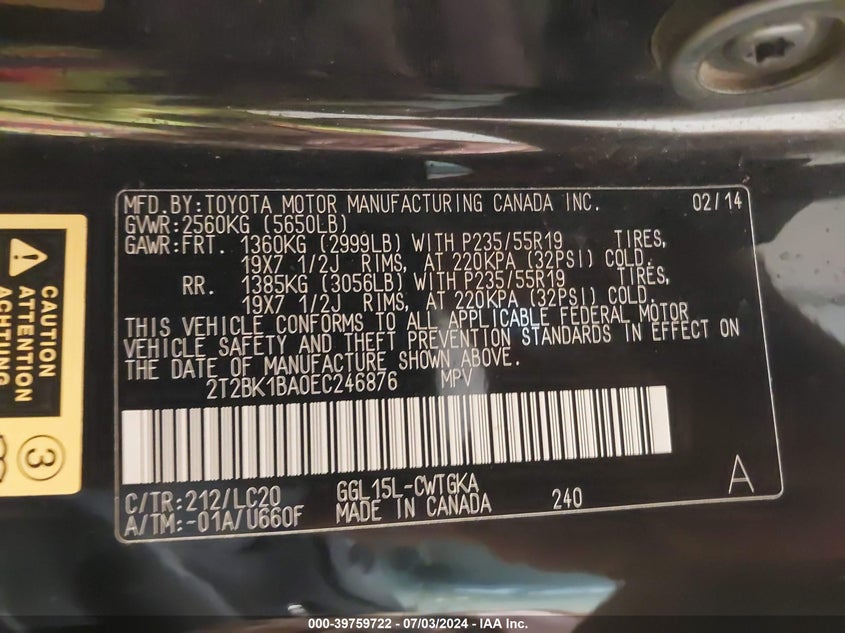 MFD.BY:TOYOTA MOTOR MANUFACTURING CANADA INC. 02/14
GVWR:2560KG (5650LB)
GAWR:FRT. 1360KG (2999LB) WITH P235/55R19 TIRES,
19X7 1/2J RIMS, AT 220KPA (32PSI) COLD.
RR. 1385KG (3056LB) WITH P235/55R19 TIRES,
19X7 1/2J RIMS, AT 220KPA (32PSI) COLD.
THIS VEHICLE CONFORMS TO ALL APPLICABLE FEDERAL MOTOR
VEHICLE SAFETY AND THEFT PREVENTION STANDARDS IN EFFECT ON
THE DATE OF MANUFACTURE SHOWN ABOVE.
2T2BK1BA0EC246876 MPV
C/TR:212/LC20 GGL15L-CWTGKA
A/TM:-01A/U660F MADE IN CANADA 240
A
CAUTION
ATTENTION
ACHTUNG
3
000-39759722 - 07/03/2024 - IAA Inc.